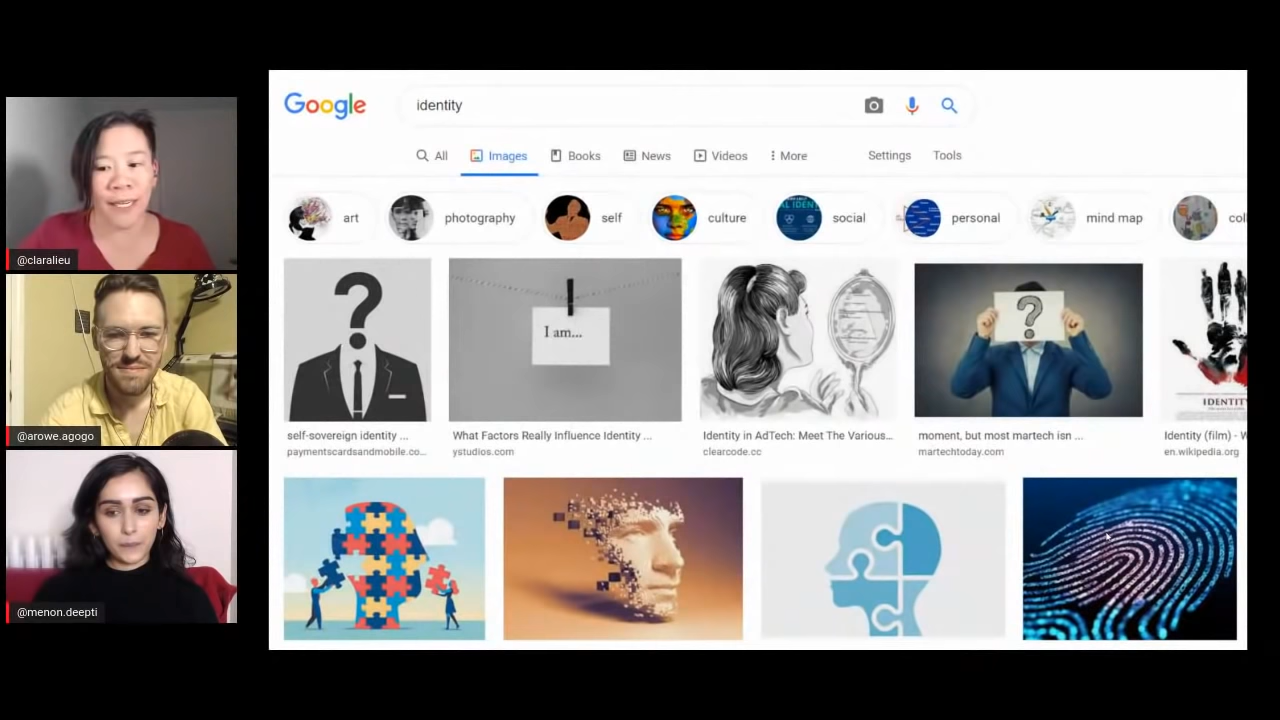 Google
identity
All
Images
Books
News
Videos
More
Settings
Tools
art
photography
self
culture
social
personal
mind map
col
@claralieu
?
I am...
?
IDENTITY
@arowe.agogo
self-sovereign identity ...
What Factors Really Influence Identity ...
Identity in AdTech: Meet The Various...
moment, but most martech isn ...
Identity (film) - W
paymentscardsandmobile.co...
ystudios.com
clearcode.cc
martechtoday.com
en.wikipedia.org
@menon.deepti